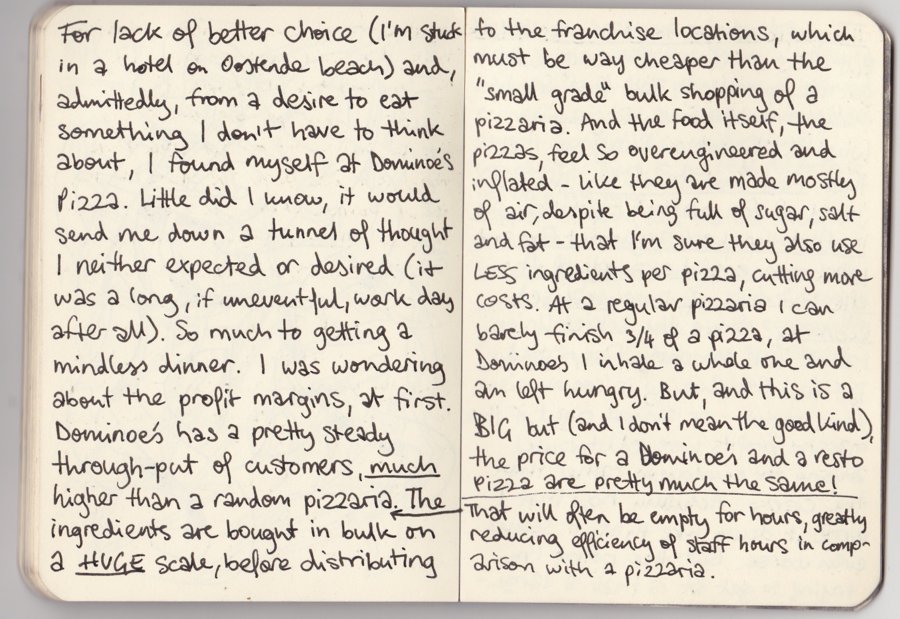 For lack of better choice (I'm stuck
in a hotel on Oostende beach) and,
admittedly, from a desire to eat
something I don't have to think
about, I found myself at Dominoe's
Pizza. Little did I know, it would
send me down a tunnel of thought
I neither expected or desired (it
was a long, if uneventful, work day
after all). So much to getting a
mindless dinner. I was wondering
about the profit margins, at first.
Dominoe's has a pretty steady
through-put of customers, much
higher than a random pizzaria. The
ingredients are bought in bulk on
a HUGE scale, before distributing
to the franchise locations, which
must be way cheaper than the
"small grade" bulk shopping of a
pizzaria. And the food itself, the
pizzas, feel so overengineered and
inflated - like they are made mostly
of air, despite being full of sugar, salt
and fat - that I'm sure they also use
LESS ingredients per pizza, cutting more
costs. At a regular pizzaria I can
barely finish 3/4 of a pizza, at
Dominoes I inhale a whole one and
am left hungry. But, and this is a
BIG but (and I don't mean the good kind),
the price for a Dominoe's and a resto
pizza are pretty much the same!
That will often be empty for hours, greatly
reducing efficiency of staff hours in comp-
arison with a pizzaria.